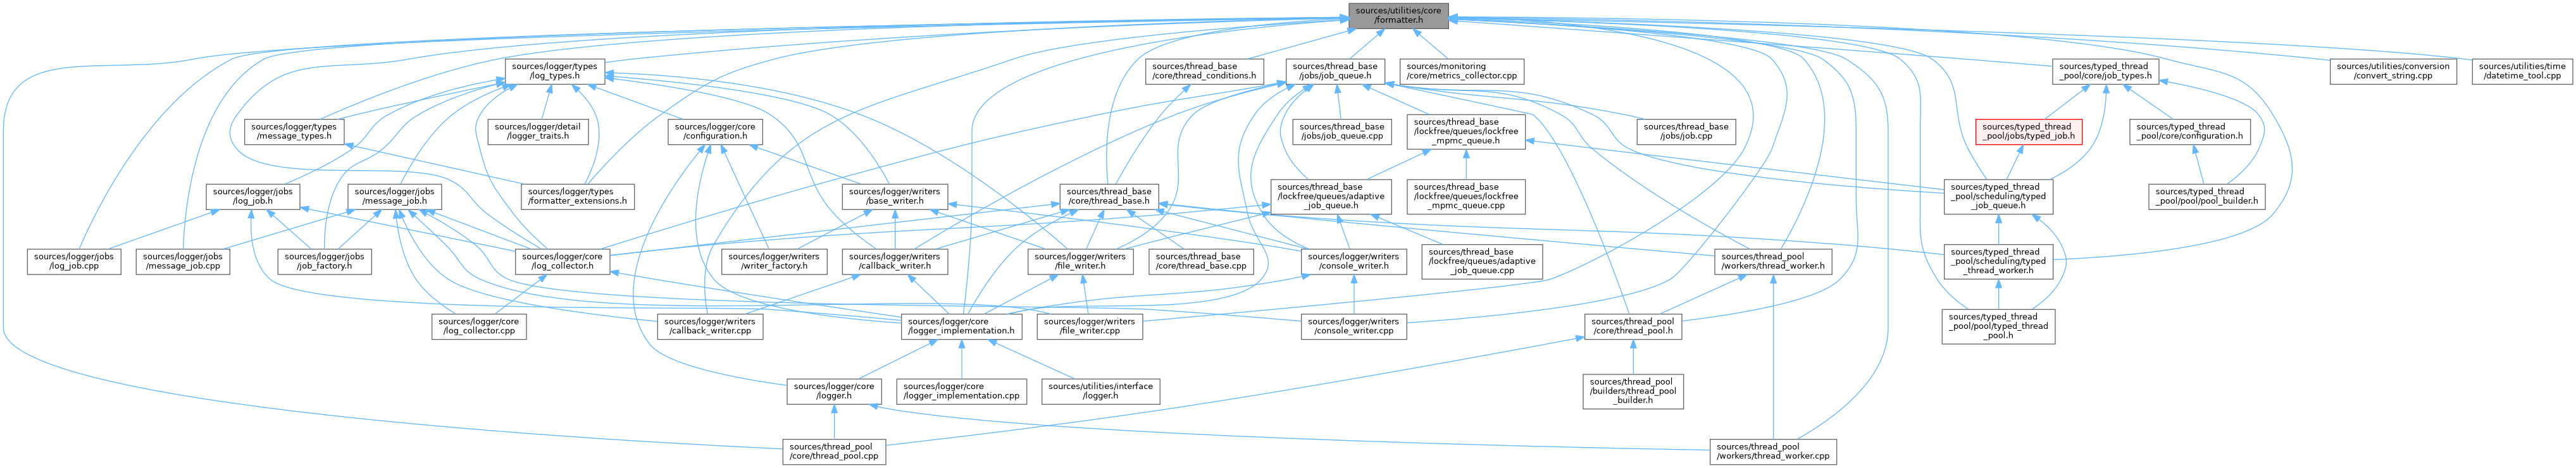 sources/utilities/core
/formatter.h
sources/logger/types
/log_types.h
sources/thread_base
/core/thread_conditions.h
sources/thread_base
/jobs/job_queue.h
sources/monitoring
/core/metrics_collector.cpp
sources/typed_thread
_pool/core/job_types.h
sources/utilities/conversion
/convert_string.cpp
sources/utilities/time
/datetime_tool.cpp
sources/logger/types
/message_types.h
sources/logger/detail
/logger_traits.h
sources/logger/core
/configuration.h
sources/thread_base
/jobs/job_queue.cpp
sources/thread_base
/lockfree/queues/lockfree
_mpmc_queue.h
sources/thread_base
/jobs/job.cpp
sources/typed_thread
_pool/jobs/typed_job.h
sources/typed_thread
_pool/core/configuration.h
sources/logger/jobs
/log_job.h
sources/logger/jobs
/message_job.h
sources/logger/types
/formatter_extensions.h
sources/logger/writers
/base_writer.h
sources/thread_base
/core/thread_base.h
sources/thread_base
/lockfree/queues/adaptive
_job_queue.h
sources/thread_base
/lockfree/queues/lockfree
_mpmc_queue.cpp
sources/typed_thread
_pool/scheduling/typed
_job_queue.h
sources/typed_thread
_pool/pool/pool_builder.h
sources/logger/jobs
/log_job.cpp
sources/logger/jobs
/message_job.cpp
sources/logger/jobs
/job_factory.h
sources/logger/core
/log_collector.h
sources/logger/writers
/writer_factory.h
sources/logger/writers
/callback_writer.h
sources/logger/writers
/file_writer.h
sources/thread_base
/core/thread_base.cpp
sources/logger/writers
/console_writer.h
sources/thread_base
/lockfree/queues/adaptive
_job_queue.cpp
sources/thread_pool
/workers/thread_worker.h
sources/typed_thread
_pool/scheduling/typed
_thread_worker.h
sources/logger/core
/log_collector.cpp
sources/logger/writers
/callback_writer.cpp
sources/logger/core
/logger_implementation.h
sources/logger/writers
/file_writer.cpp
sources/logger/writers
/console_writer.cpp
sources/thread_pool
/core/thread_pool.h
sources/typed_thread
_pool/pool/typed_thread
_pool.h
sources/logger/core
/logger.h
sources/logger/core
/logger_implementation.cpp
sources/utilities/interface
/logger.h
sources/thread_pool
/builders/thread_pool
_builder.h
sources/thread_pool
/core/thread_pool.cpp
sources/thread_pool
/workers/thread_worker.cpp